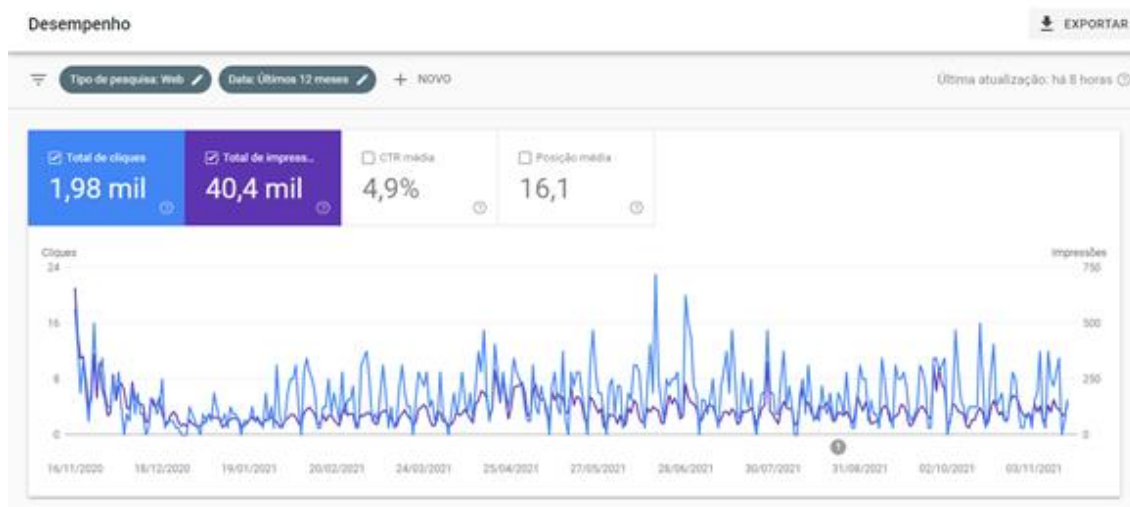 Desempenho
EXPORTAR
Tipo de pesquisa: Web
Data: Últimos 12 meses
+ NOVO
Última atualização: há 8 horas
Total de cliques
1,98 mil
Total de impress...
40,4 mil
CTR média
4,9%
Posição média
16,1
Cliques
24
16
8
0
Impressões
750
500
250
0
16/11/2020
18/12/2020
19/01/2021
20/02/2021
24/03/2021
25/04/2021
27/05/2021
28/06/2021
30/07/2021
31/08/2021
02/10/2021
03/11/2021